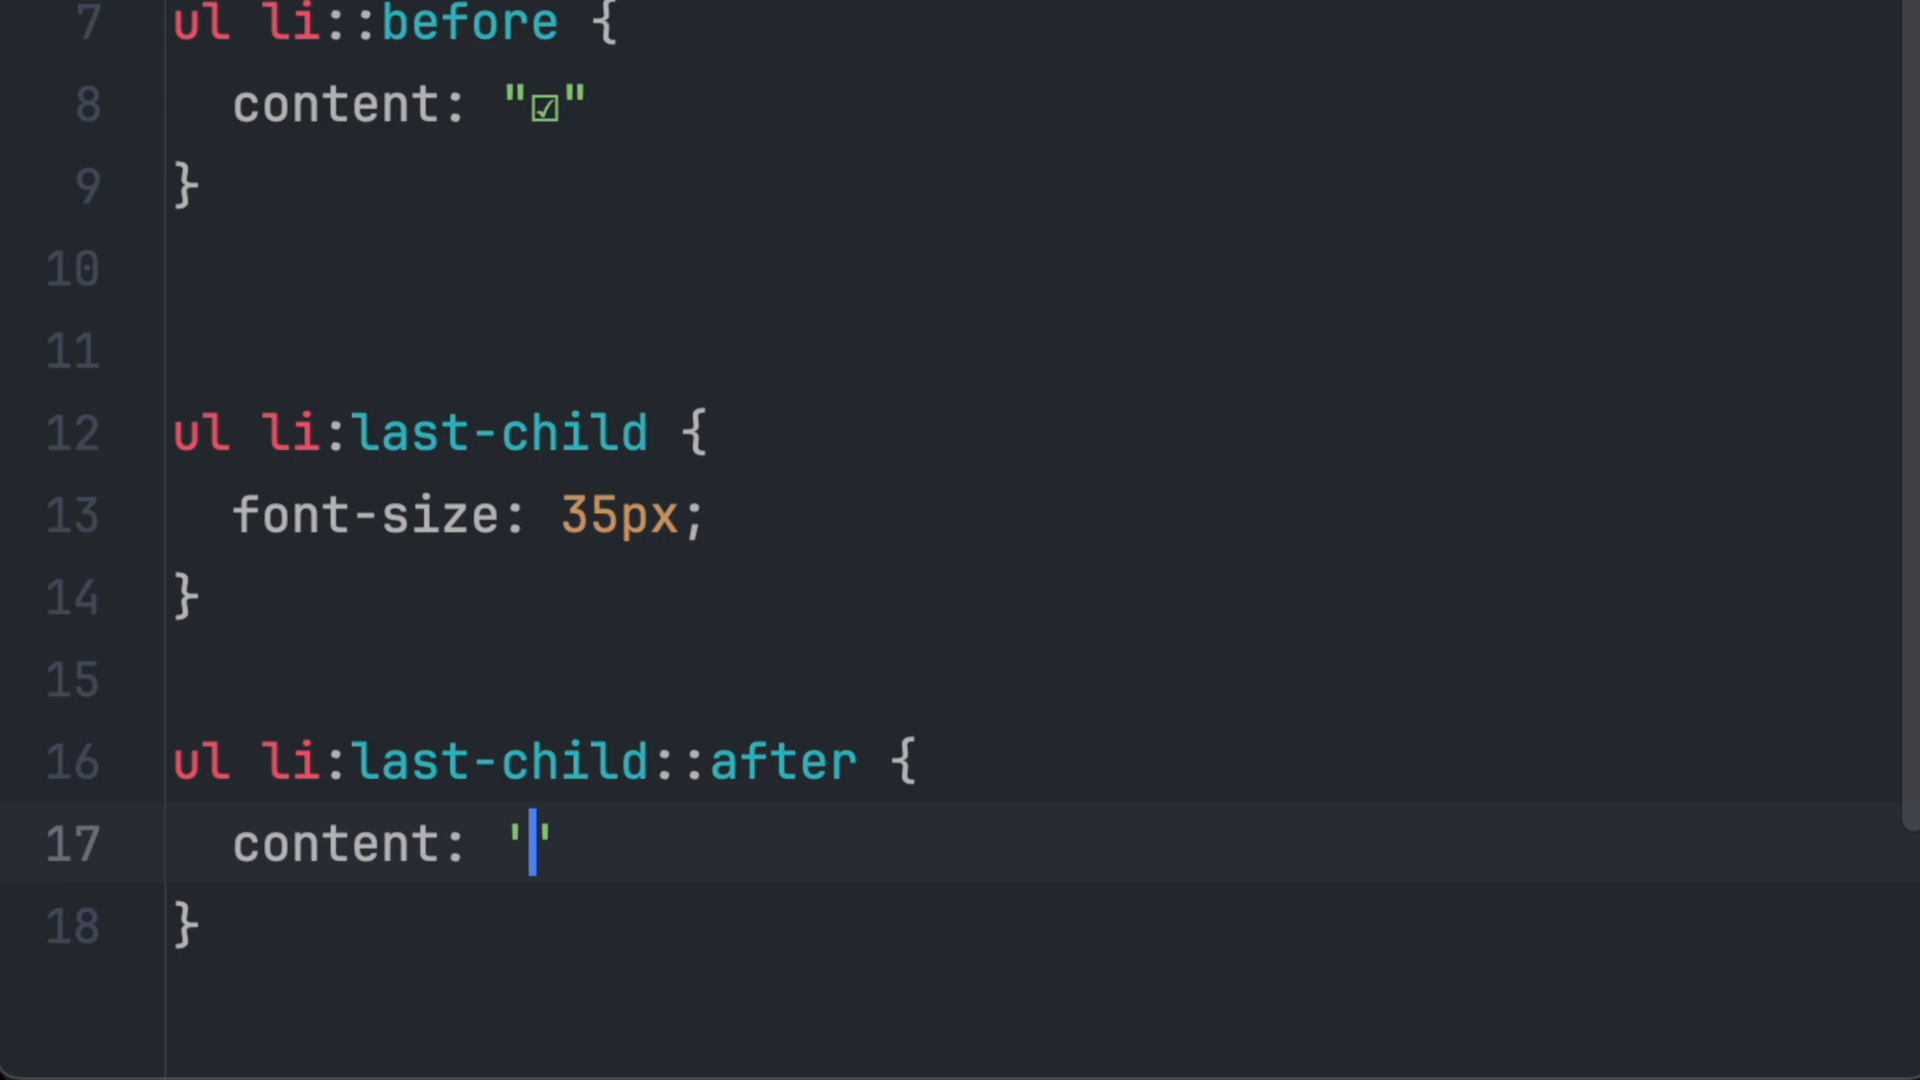 7 ul li::before {
8 content: "☑"
9 }
10
11
12 ul li:last-child {
13 font-size: 35px;
14 }
15
16 ul li:last-child::after {
17 content: ''
18 }